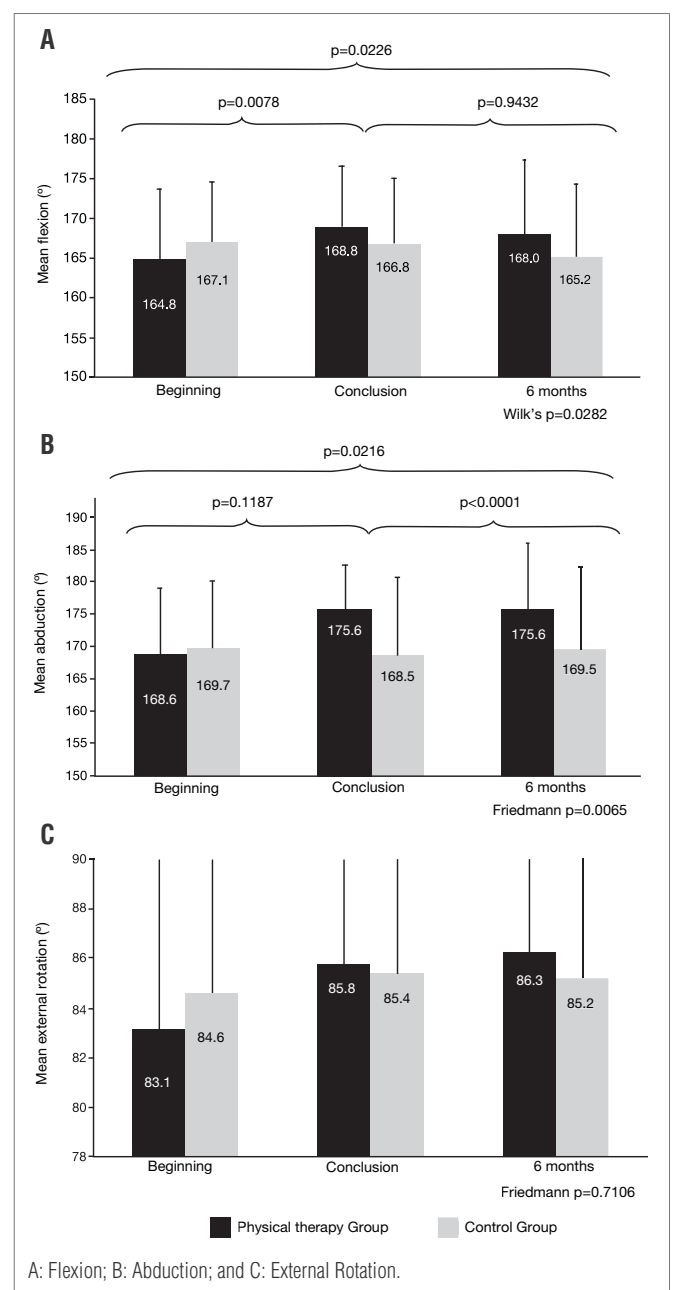 A
p=0.0226
p=0.0078 p=0.9432
185
180
175
170
165
160
155
150
Mean flexion (º)
164.8 167.1 168.8 166.8 168.0 165.2
Beginning Conclusion 6 months
Wilk's p=0.0282
B
p=0.0216
p=0.1187 p<0.0001
190
185
180
175
170
165
160
155
150
Mean abduction (º)
168.6 169.7 175.6 168.5 175.6 169.5
Beginning Conclusion 6 months
Friedmann p=0.0065
C
90
88
86
84
82
80
78
Mean external rotation (º)
83.1 84.6 85.8 85.4 86.3 85.2
Beginning Conclusion 6 months
Friedmann p=0.7106
Physical therapy Group Control Group
A: Flexion; B: Abduction; and C: External Rotation.